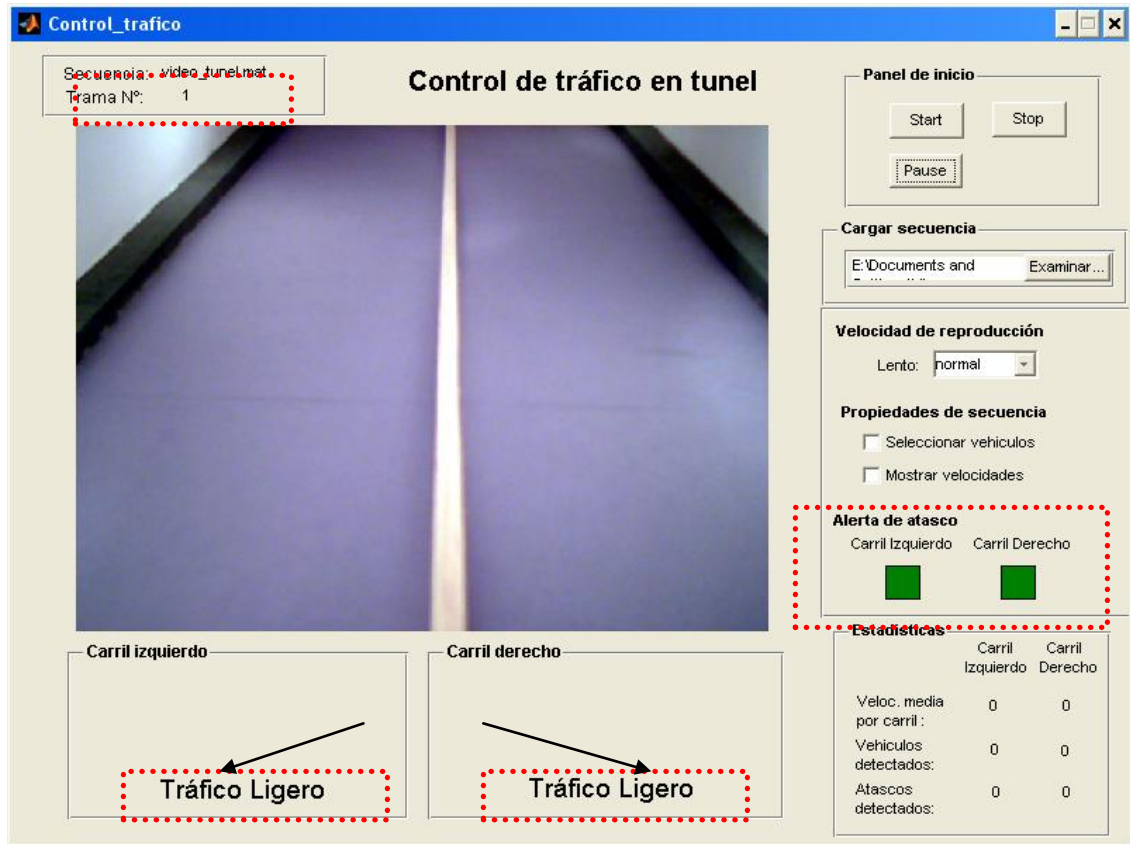 Control_trafico
Secuencia: video_tunel.mat
Trama Nº: 1
Control de tráfico en tunel
Panel de inicio
Start Stop
Pause
Cargar secuencia
E:\Documents and
Examinar...
Velocidad de reproducción
Lento: normal
Propiedades de secuencia
Seleccionar vehiculos
Mostrar velocidades
Alerta de atasco
Carril Izquierdo Carril Derecho
Carril izquierdo
Tráfico Ligero
Carril derecho
Tráfico Ligero
Estadísticas
Carril Izquierdo
Carril Derecho
Veloc. media
por carril : 0 0
Vehiculos
detectados: 0 0
Atascos
detectados: 0 0